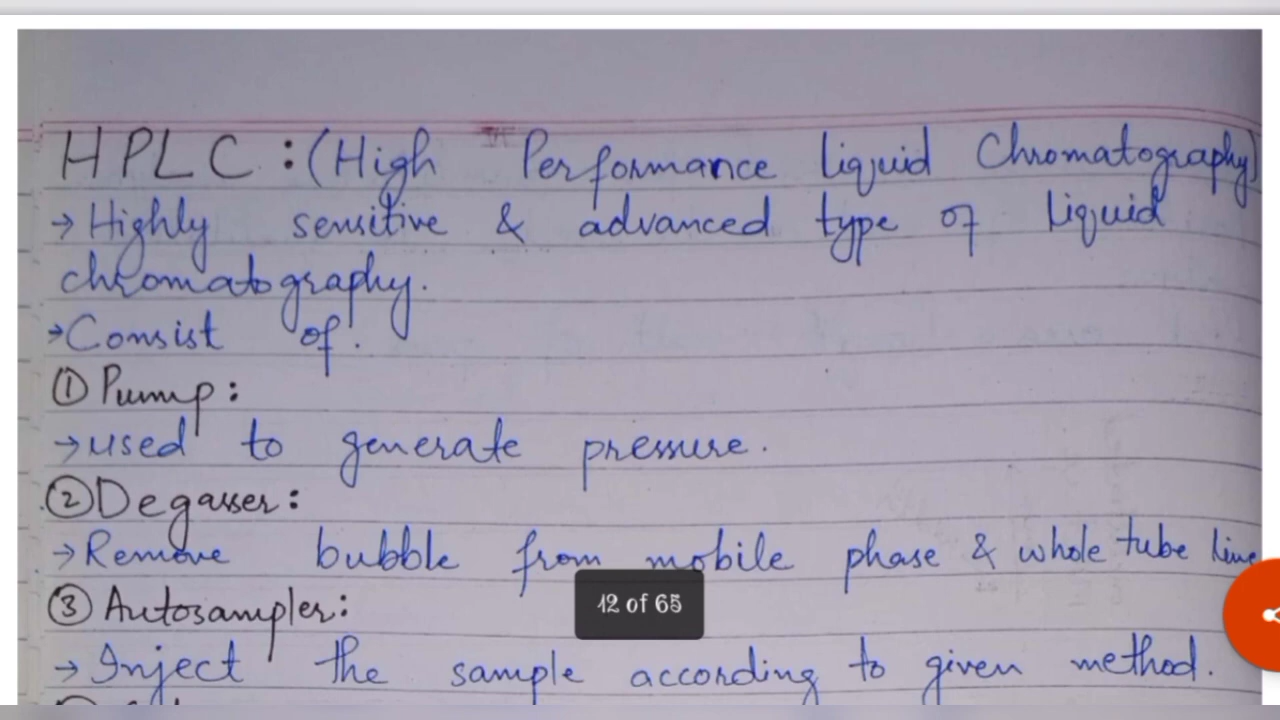 HPLC : (High Performance liquid Chromatography)
→ Highly sensitive & advanced type of liquid
chromatography.
→ Consist of.
① Pump:
→ used to generate pressure.
② Degasser:
→ Remove bubble from mobile phase & whole tube line
12 of 65
③ Autosampler:
→ Inject the sample according to given method.